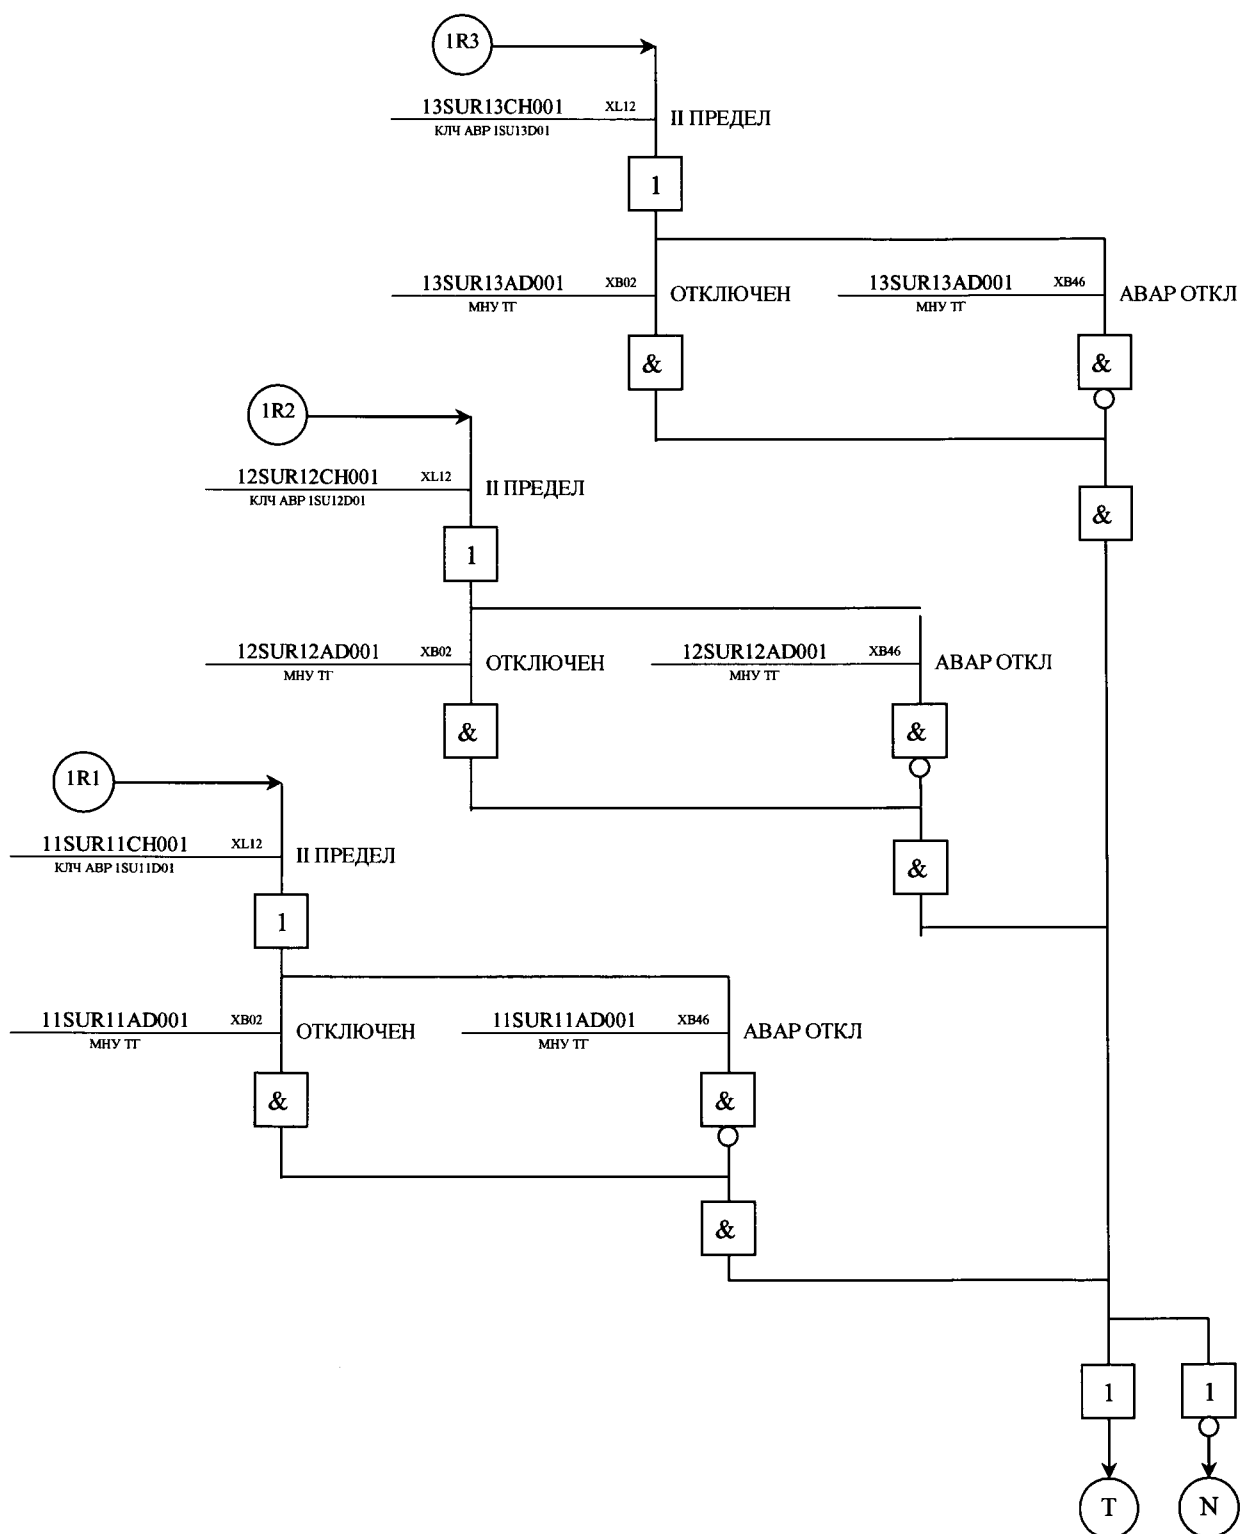 1R3
13SUR13CH001 XL12
II ПРЕДЕЛ
КЛЧ АВР 1SU13D01
1
13SUR13AD001 XB02
ОТКЛЮЧЕН
МНУ ТГ
13SUR13AD001 XB46
АВАР ОТКЛ
МНУ ТГ
&
&
1R2
12SUR12CH001 XL12
II ПРЕДЕЛ
КЛЧ АВР 1SU12D01
&
1
12SUR12AD001 XB02
ОТКЛЮЧЕН
МНУ ТГ
12SUR12AD001 XB46
АВАР ОТКЛ
МНУ ТГ
&
&
1R1
11SUR11CH001 XL12
II ПРЕДЕЛ
КЛЧ АВР 1SU11D01
&
1
11SUR11AD001 XB02
ОТКЛЮЧЕН
МНУ ТГ
11SUR11AD001 XB46
АВАР ОТКЛ
МНУ ТГ
&
&
&
1
1
T
N